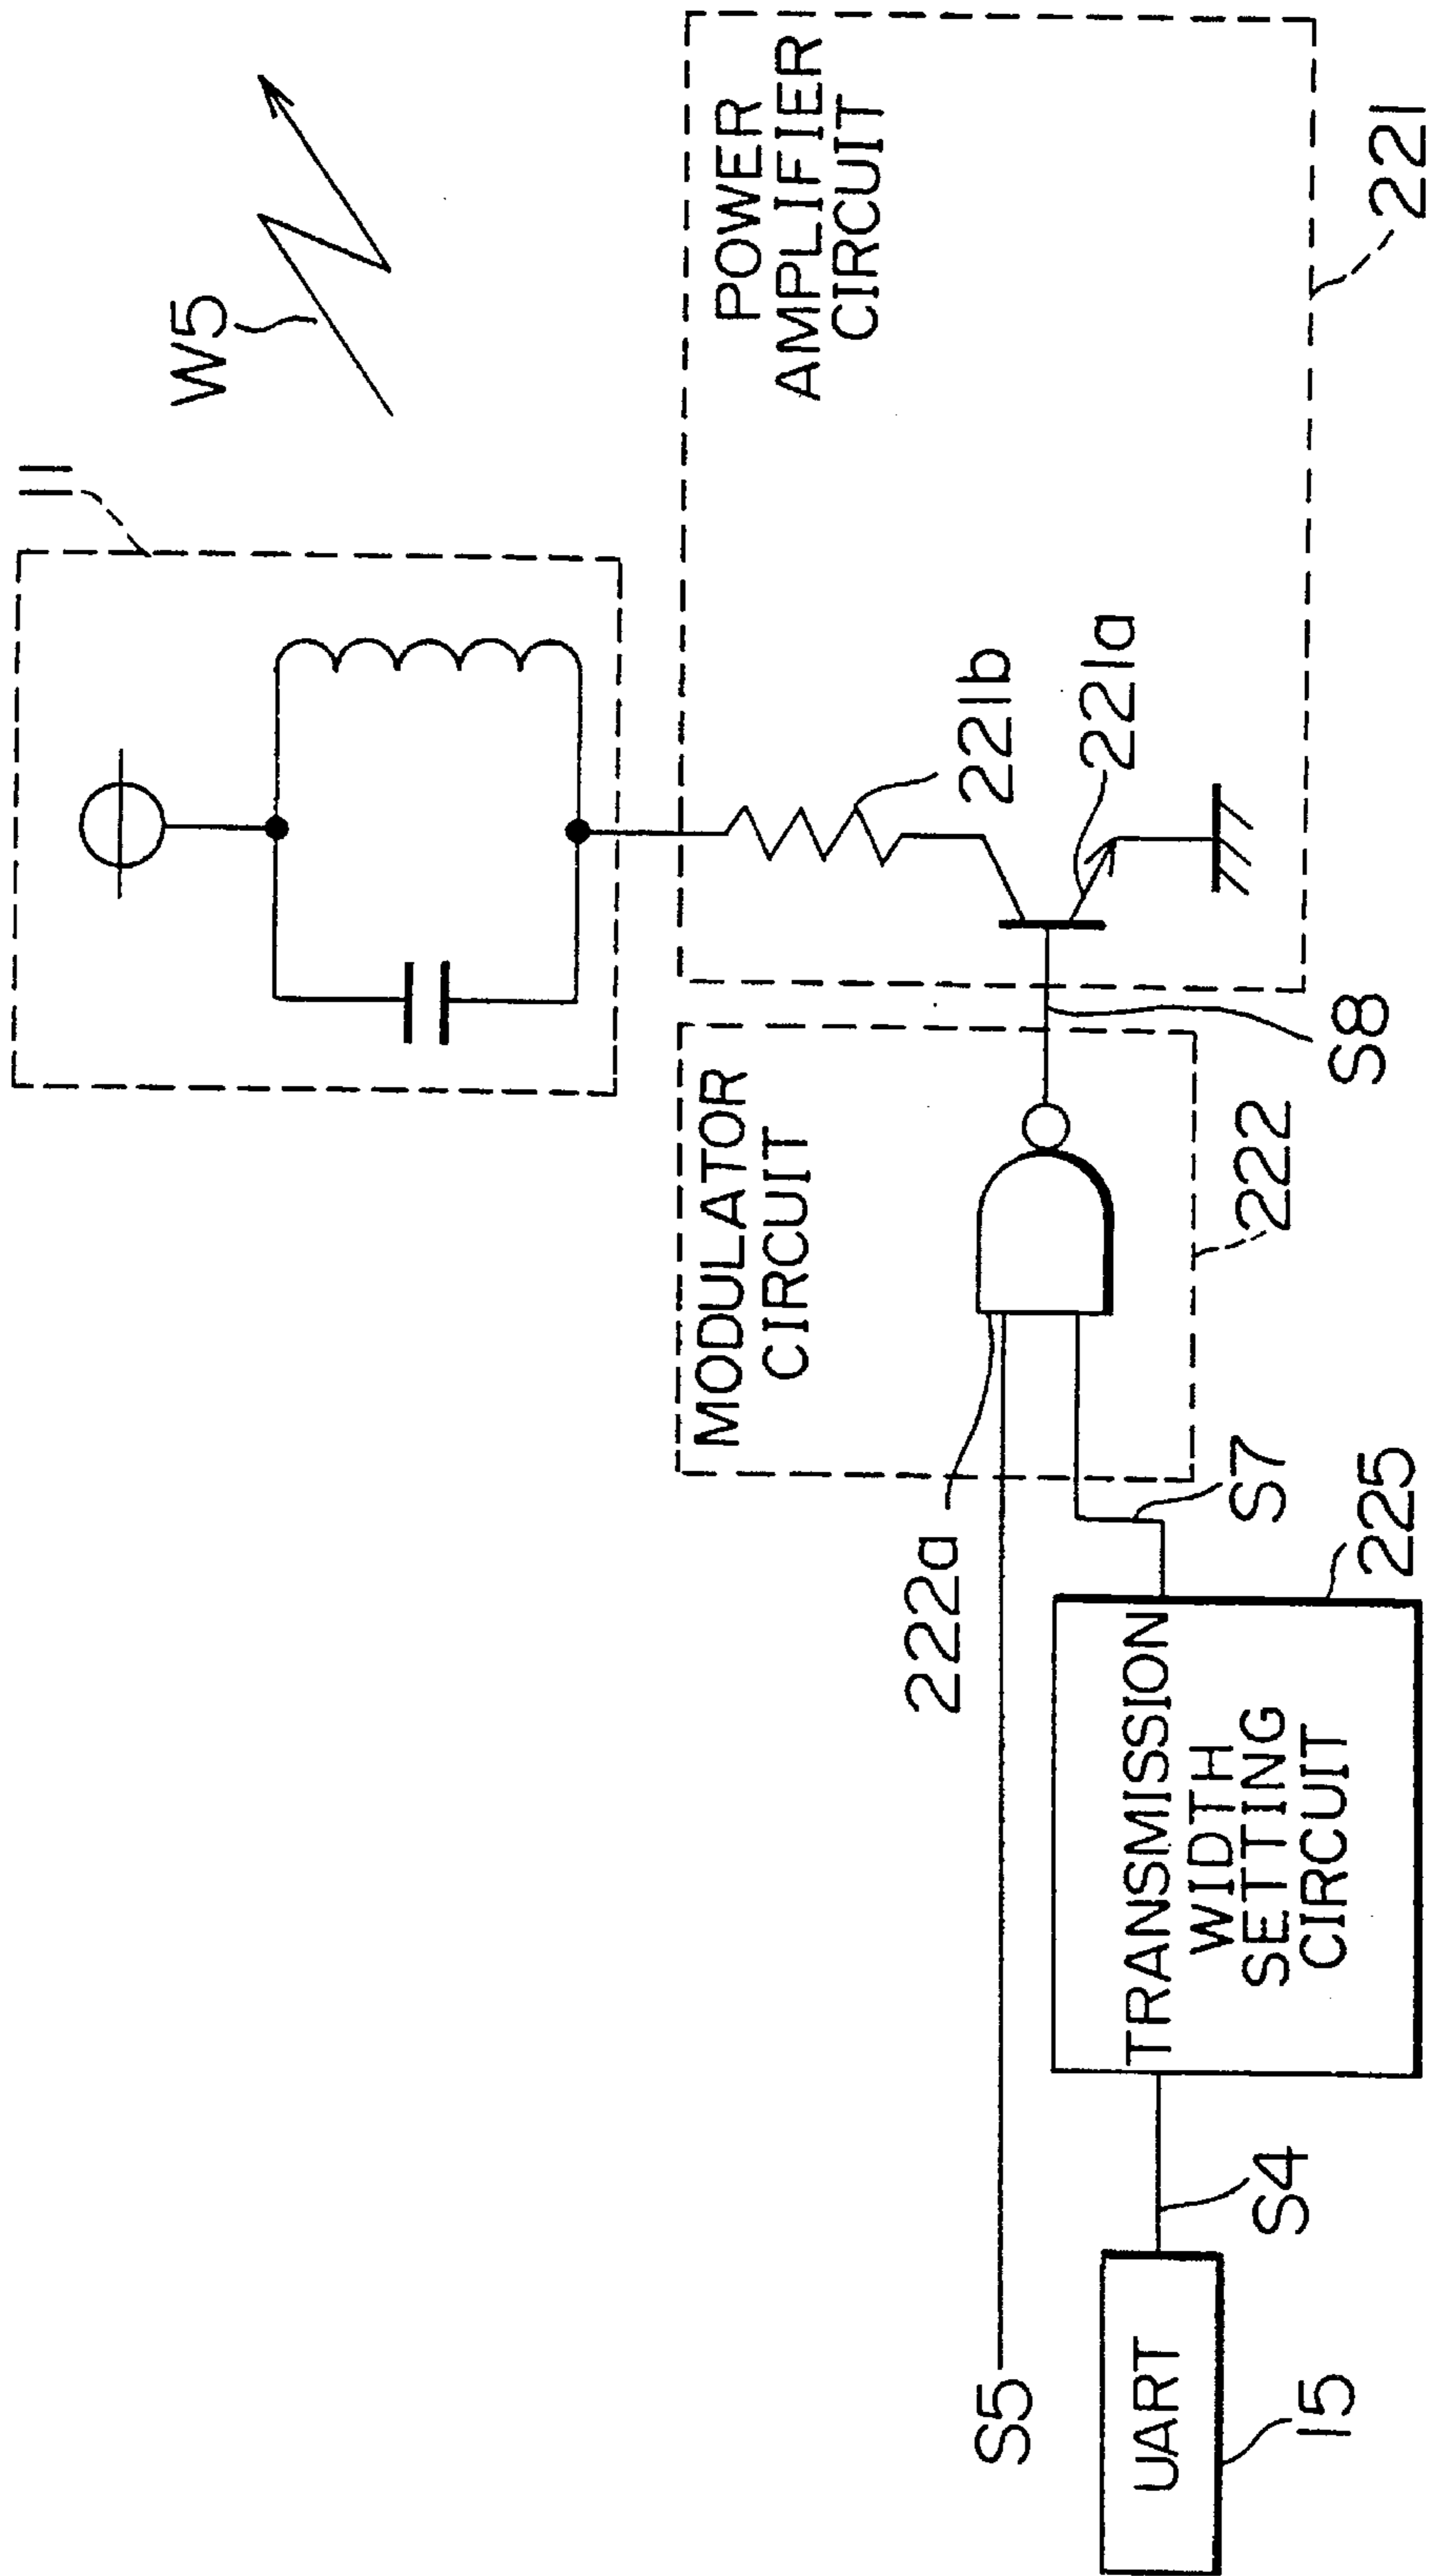 11
W5
POWER
AMPLIFIER
CIRCUIT
221b
221a
221
MODULATOR
CIRCUIT
S8
222
222a
S7
225
TRANSMISSION
WIDTH
SETTING
CIRCUIT
S5
S4
UART
15